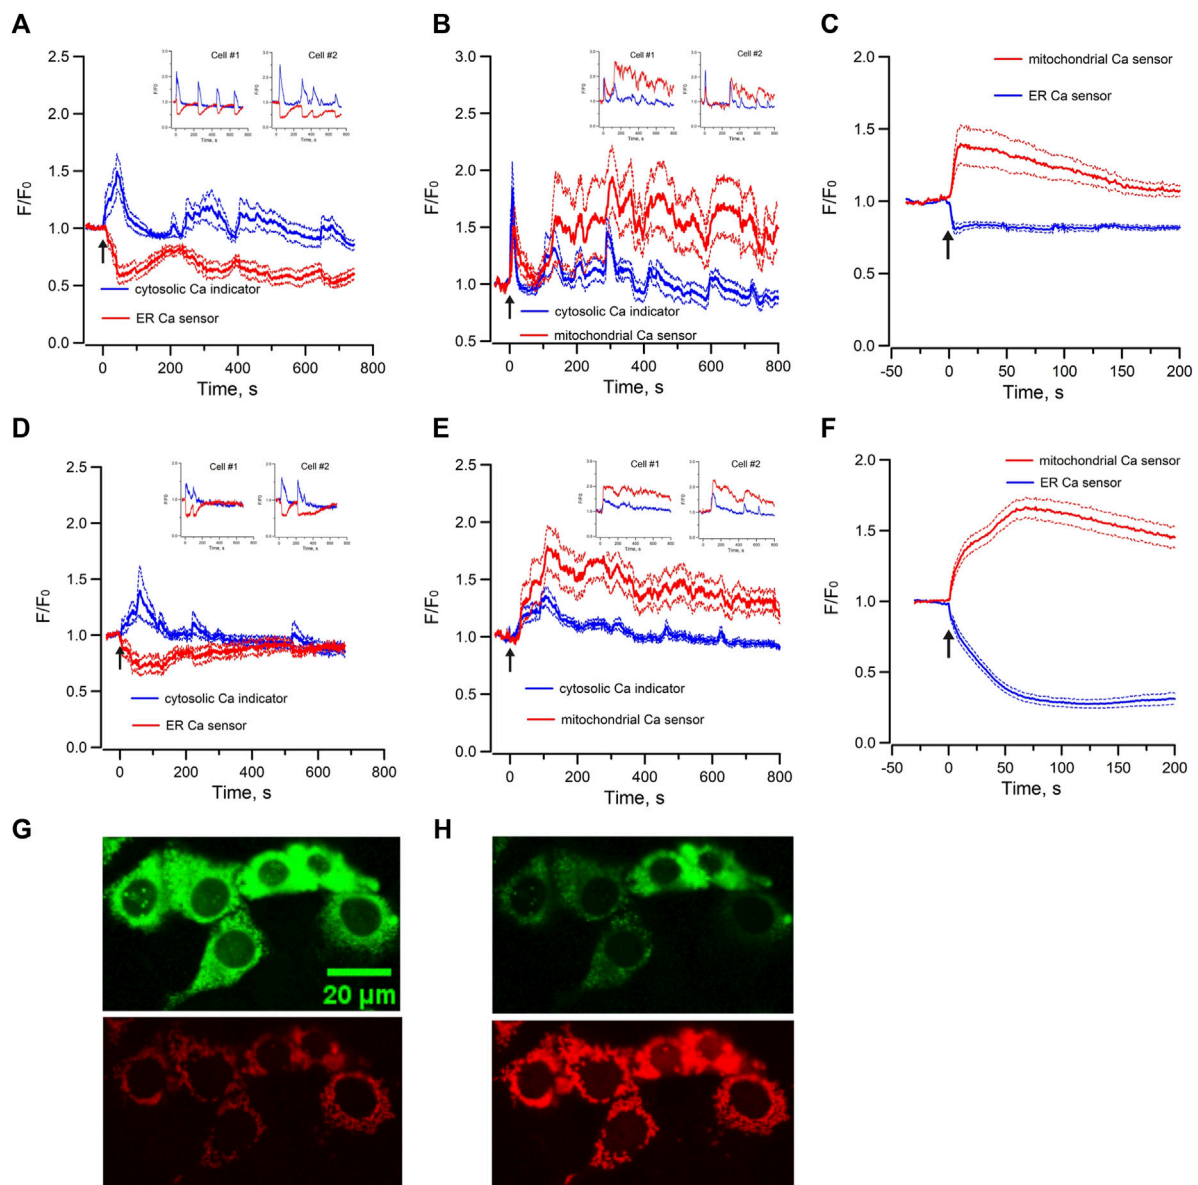 A
2.5
2.0
1.5
1.0
0.5
0.0
F/F0
Cell #1
Cell #2
F/F0
Time, s
cytosolic Ca indicator
ER Ca sensor
0 200 400 600 800
Time, s
B
3.0
2.5
2.0
1.5
1.0
0.5
F/F0
Cell #1
Cell #2
F/F0
Time, s
cytosolic Ca indicator
mitochondrial Ca sensor
0 200 400 600 800
Time, s
C
2.0
1.5
1.0
0.5
0.0
F/F0
mitochondrial Ca sensor
ER Ca sensor
-50 0 50 100 150 200
Time, s
D
2.5
2.0
1.5
1.0
0.5
0.0
F/F0
Cell #1
Cell #2
F/F0
Time, s
cytosolic Ca indicator
ER Ca sensor
0 200 400 600 800
Time, s
E
2.5
2.0
1.5
1.0
0.5
0.0
F/F0
Cell #1
Cell #2
F/F0
Time, s
cytosolic Ca indicator
mitochondrial Ca sensor
0 200 400 600 800
Time, s
F
2.0
1.5
1.0
0.5
0.0
F/F0
mitochondrial Ca sensor
ER Ca sensor
-50 0 50 100 150 200
Time, s
G
20 µm
H